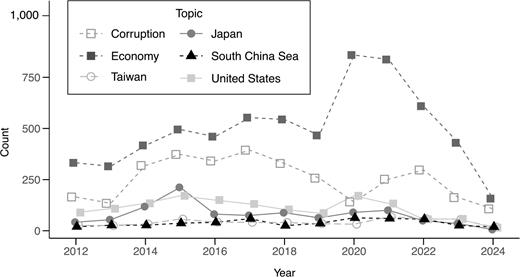 Topic
Corruption
Japan
Economy
South China Sea
Taiwan
United States
1,000
750
500
250
0
Count
2012 2014 2016 2018 2020 2022 2024
Year